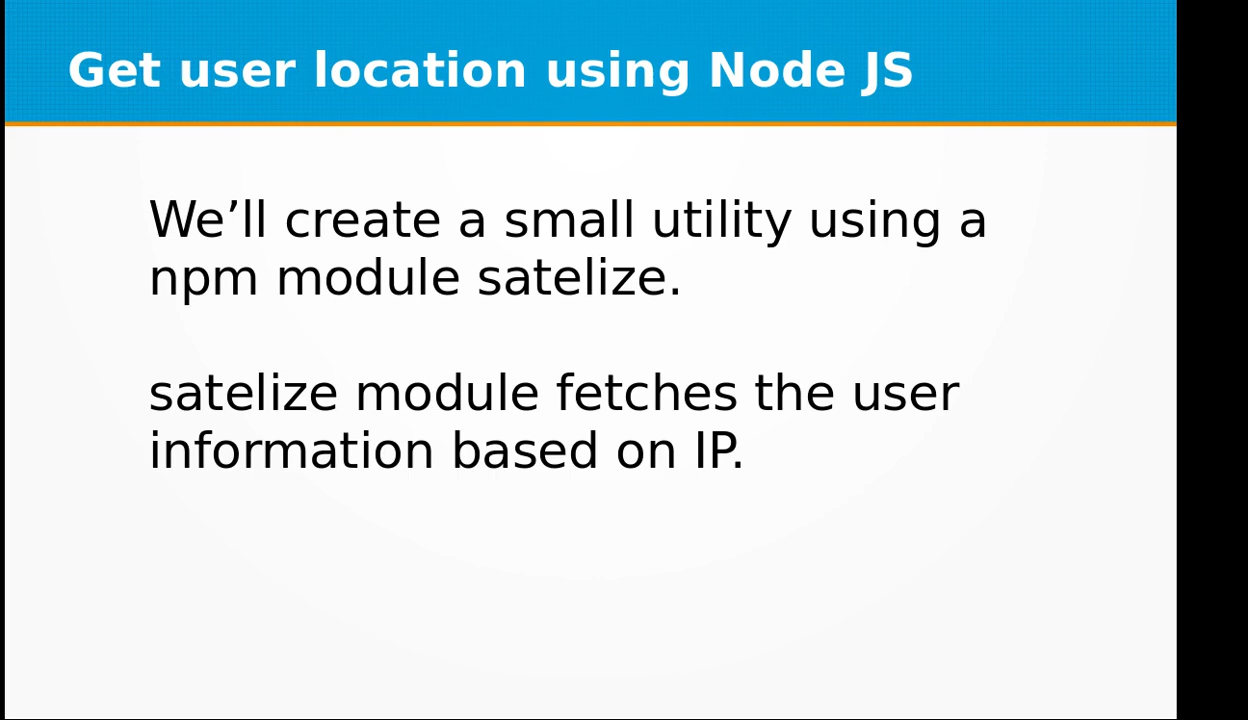 Get user location using Node JS
We’ll create a small utility using a
npm module satelize.
satelize module fetches the user
information based on IP.